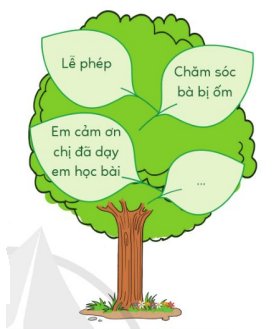 Lễ phép
Chăm sóc
bà bị ốm
Em cảm ơn
chị đã dạy
em học bài
...